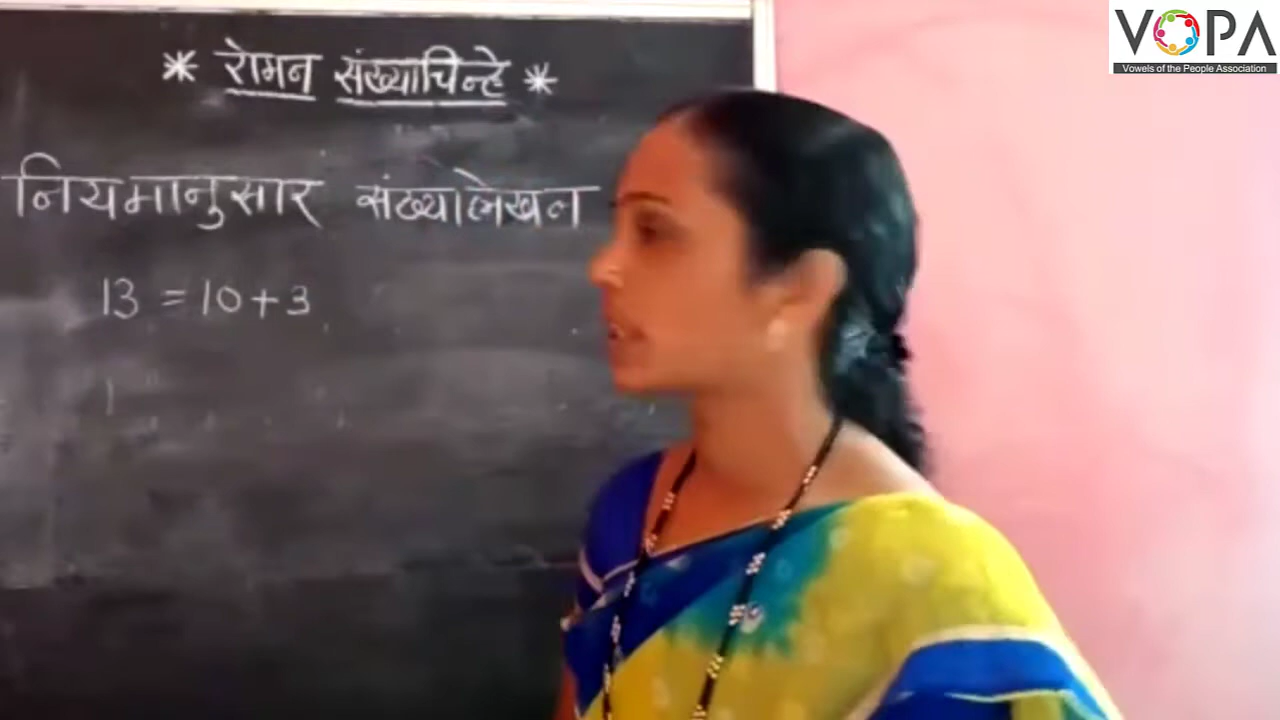 * रोमन संख्याचिन्हे *
नियमानुसार संख्यालेखन
13 = 10 + 3
VOPA
Vowels of the People Association